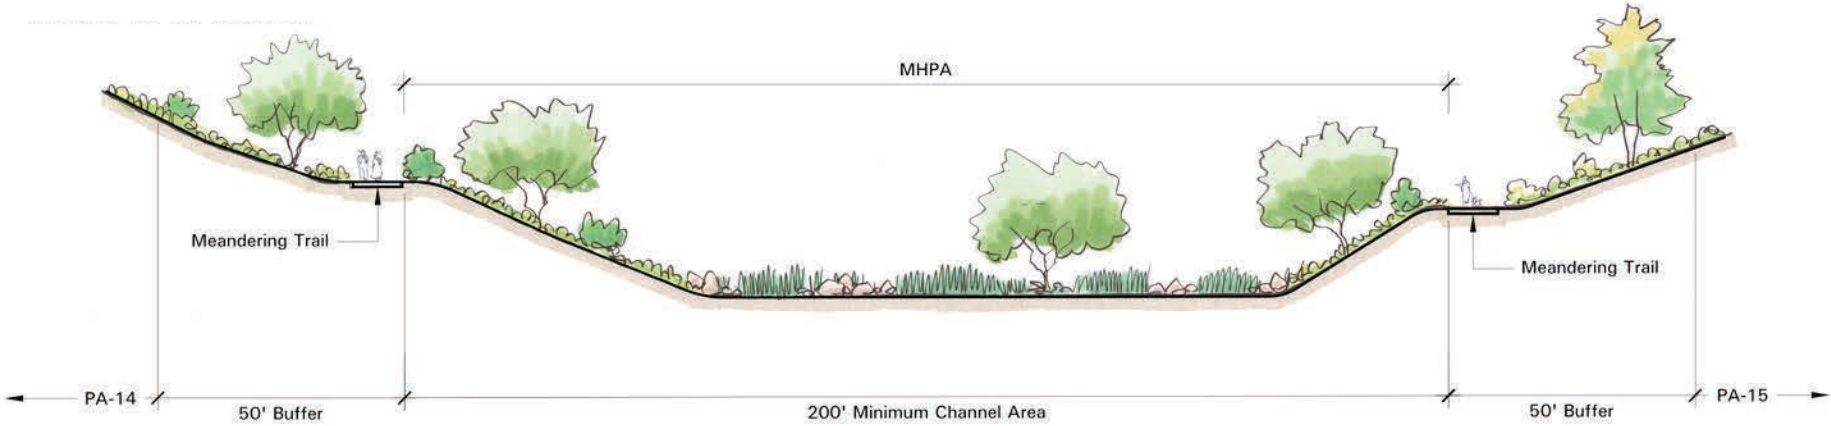 MHPA
Meandering Trail
Meandering Trail
PA-14
50' Buffer
200' Minimum Channel Area
50' Buffer
PA-15